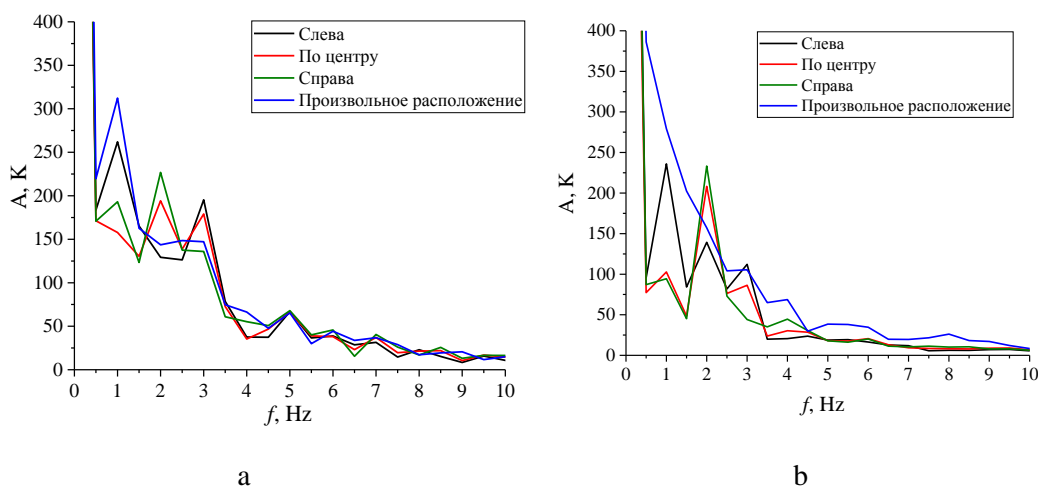 400
350
300
250
200
150
100
50
0
A, K
Слева
По центру
Справа
Произвольное расположение
0 1 2 3 4 5 6 7 8 9 10
f, Hz
a
400
350
300
250
200
150
100
50
0
A, K
Слева
По центру
Справа
Произвольное расположение
0 1 2 3 4 5 6 7 8 9 10
f, Hz
b